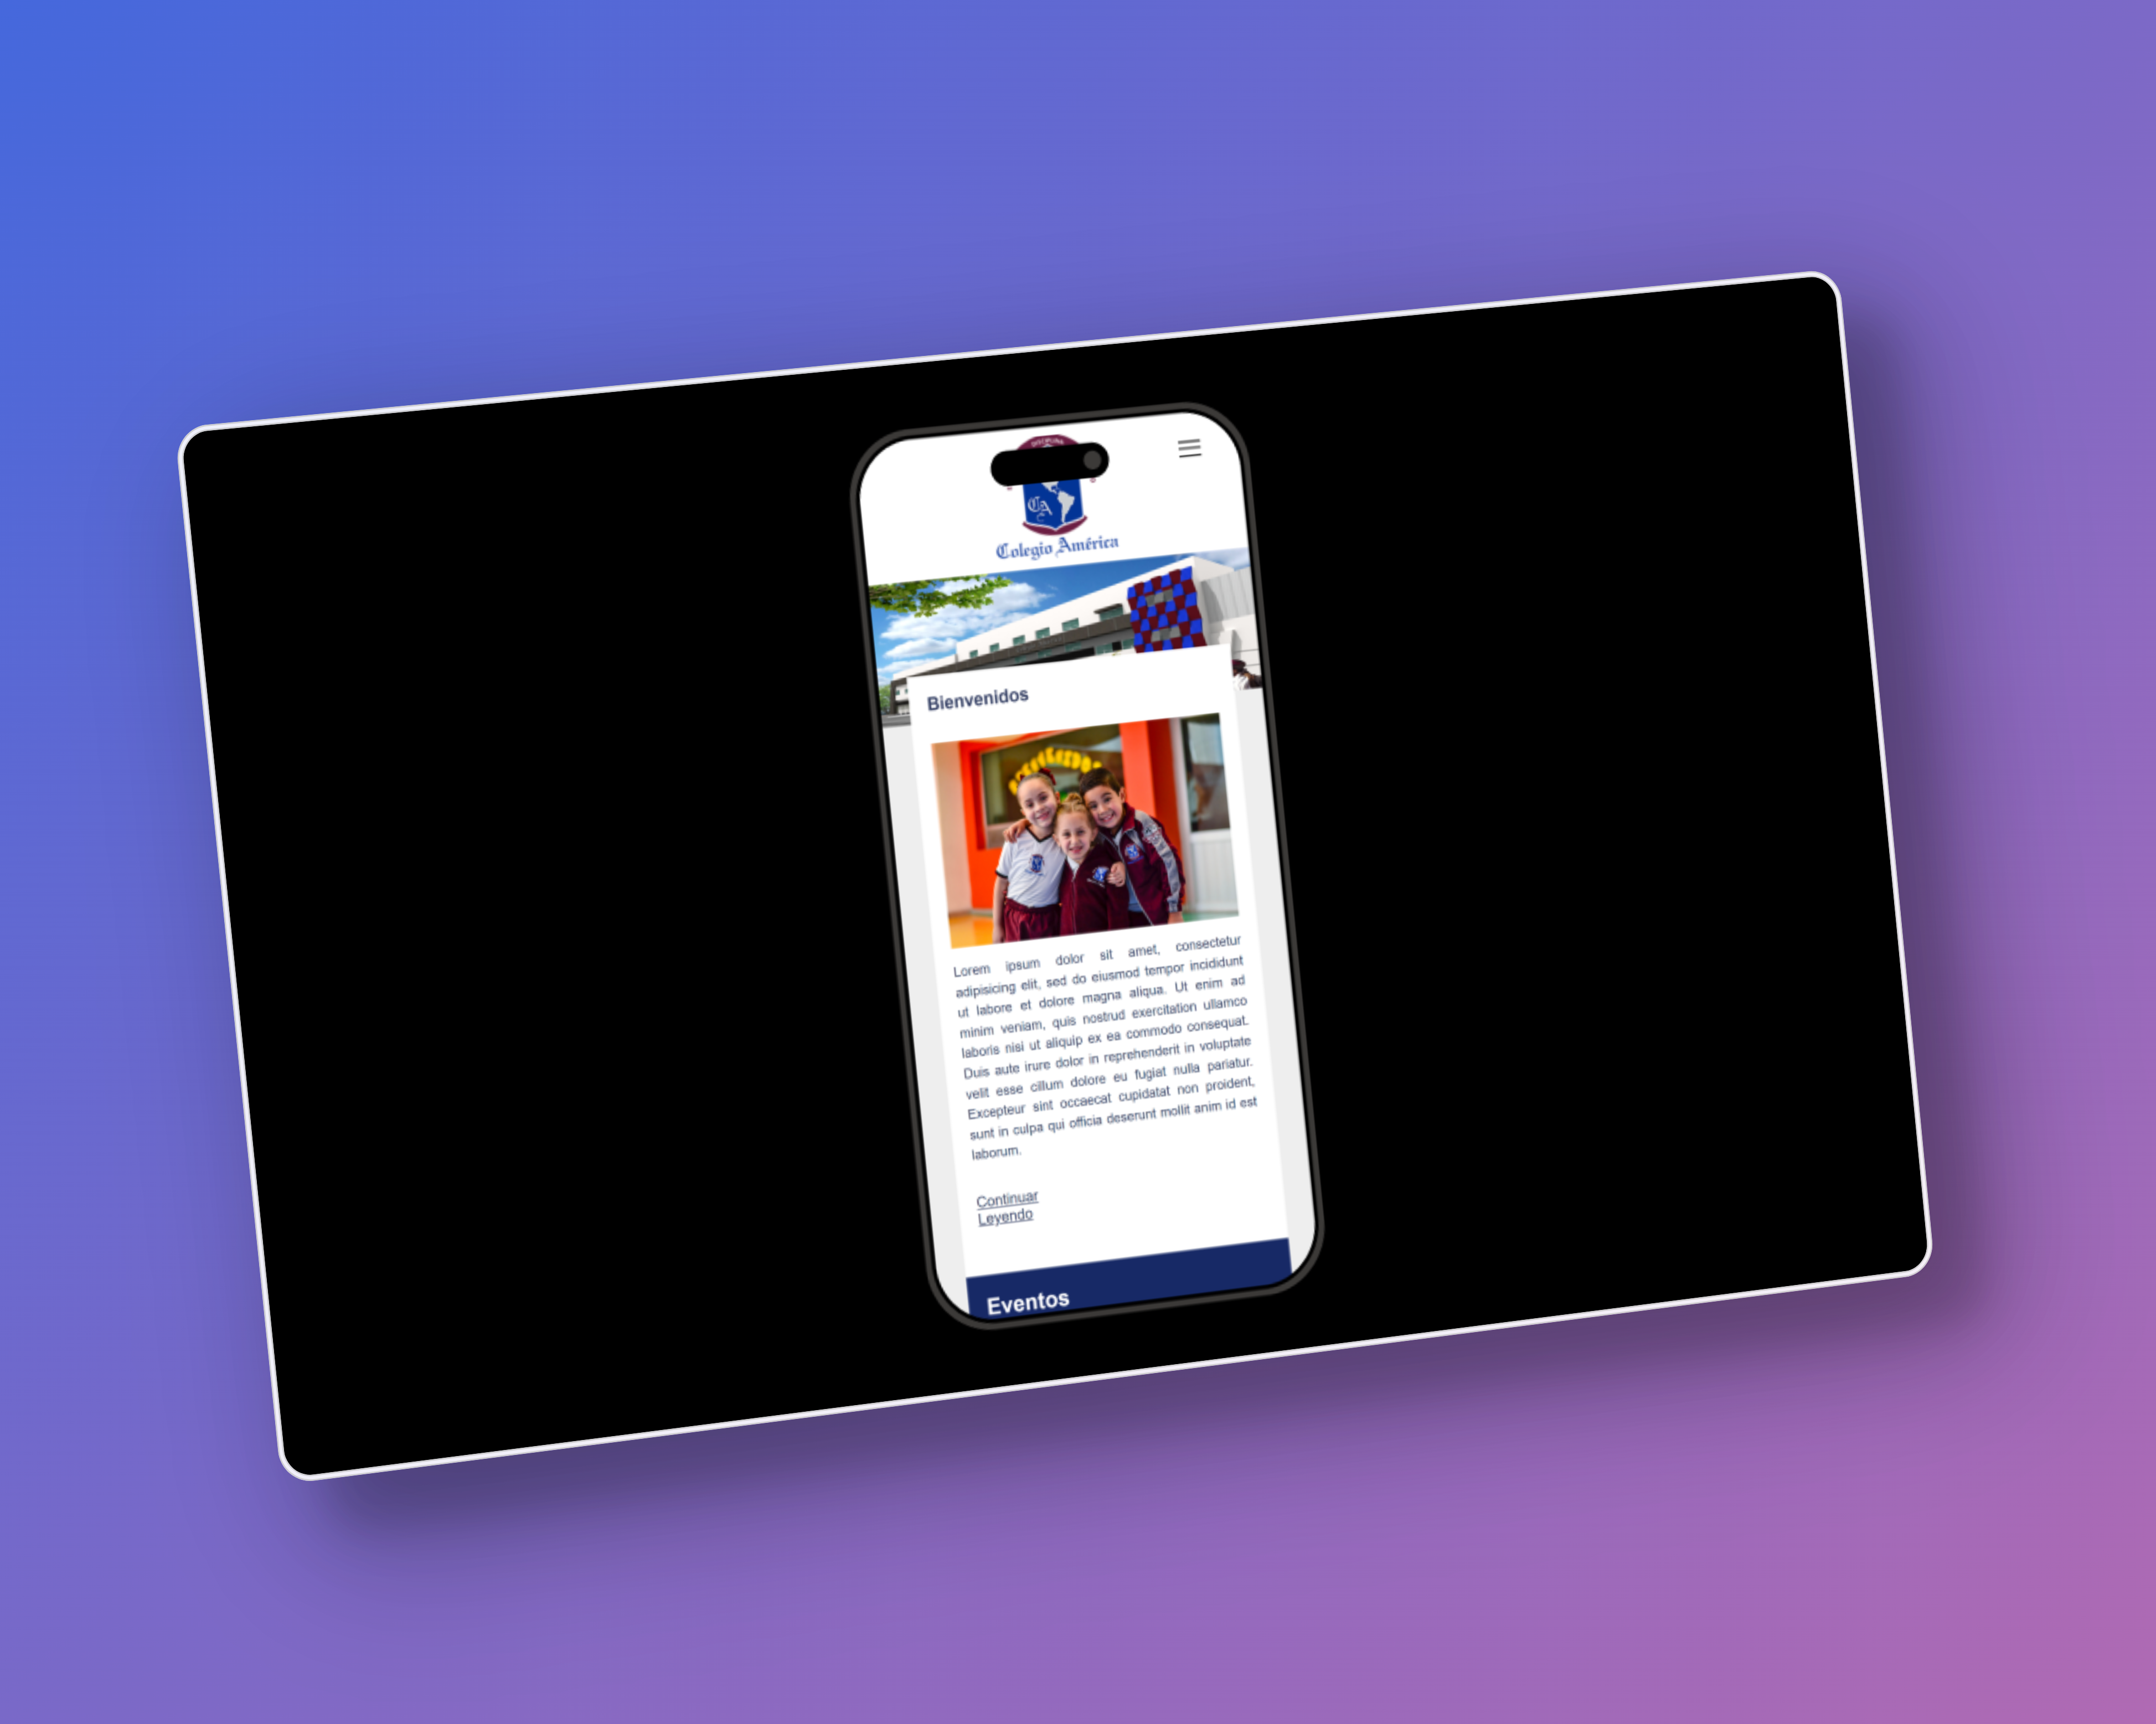 DISCIPLINA
CA
Colegio América
Bienvenidos
Lorem ipsum dolor sit amet, consectetur
adipisicing elit, sed do eiusmod tempor incididunt
ut labore et dolore magna aliqua. Ut enim ad
minim veniam, quis nostrud exercitation ullamco
laboris nisi ut aliquip ex ea commodo consequat.
Duis aute irure dolor in reprehenderit in voluptate
velit esse cillum dolore eu fugiat nulla pariatur.
Excepteur sint occaecat cupidatat non proident,
sunt in culpa qui officia deserunt mollit anim id est
laborum.
Continuar
Leyendo
Eventos